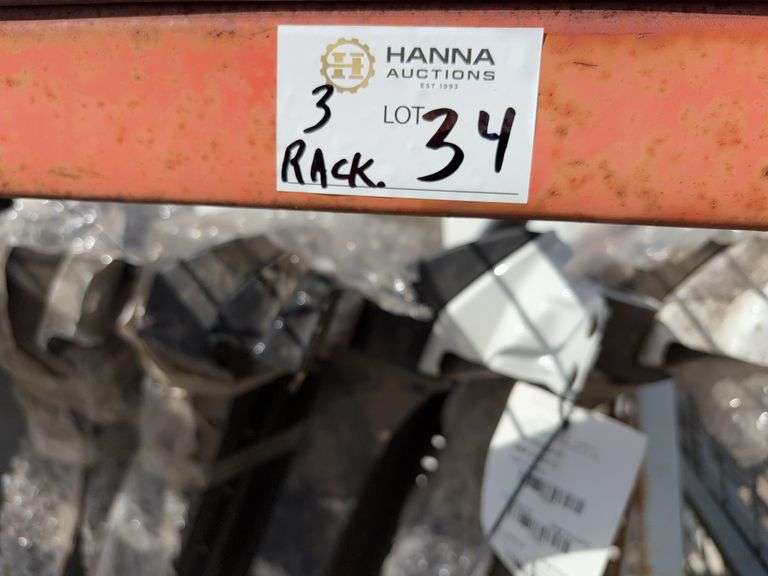 H HANNA
AUCTIONS
EST 1993
3 LOT 34
RACK.